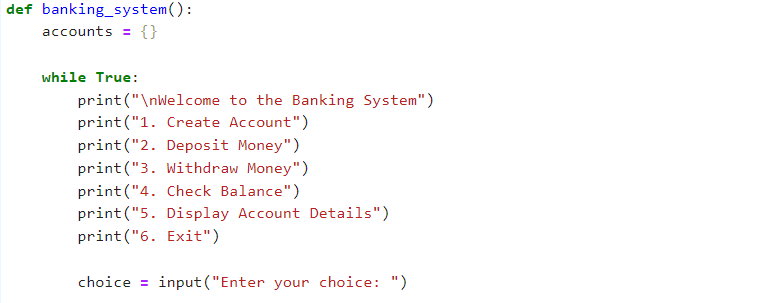 def banking_system():
    accounts = {}
    while True:
        print("\nWelcome to the Banking System")
        print("1. Create Account")
        print("2. Deposit Money")
        print("3. Withdraw Money")
        print("4. Check Balance")
        print("5. Display Account Details")
        print("6. Exit")
        choice = input("Enter your choice: ")